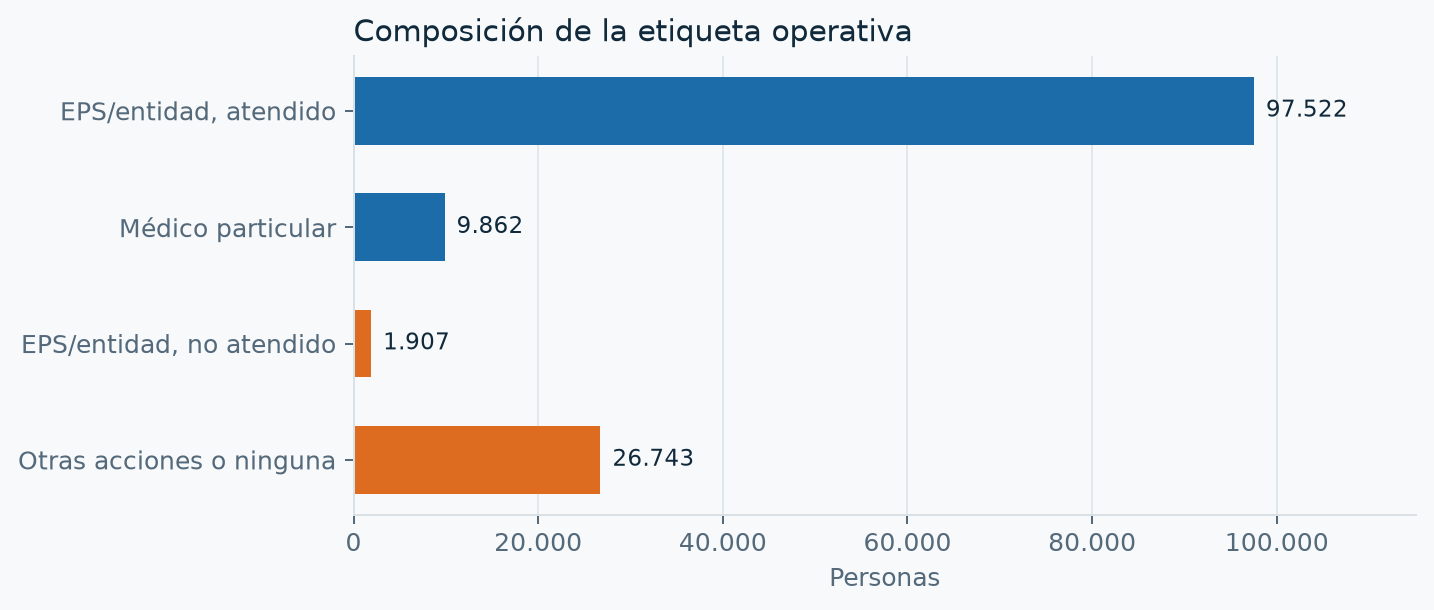 Composición de la etiqueta operativa
EPS/entidad, atendido 97.522
Médico particular 9.862
EPS/entidad, no atendido 1.907
Otras acciones o ninguna 26.743
0 20.000 40.000 60.000 80.000 100.000
Personas